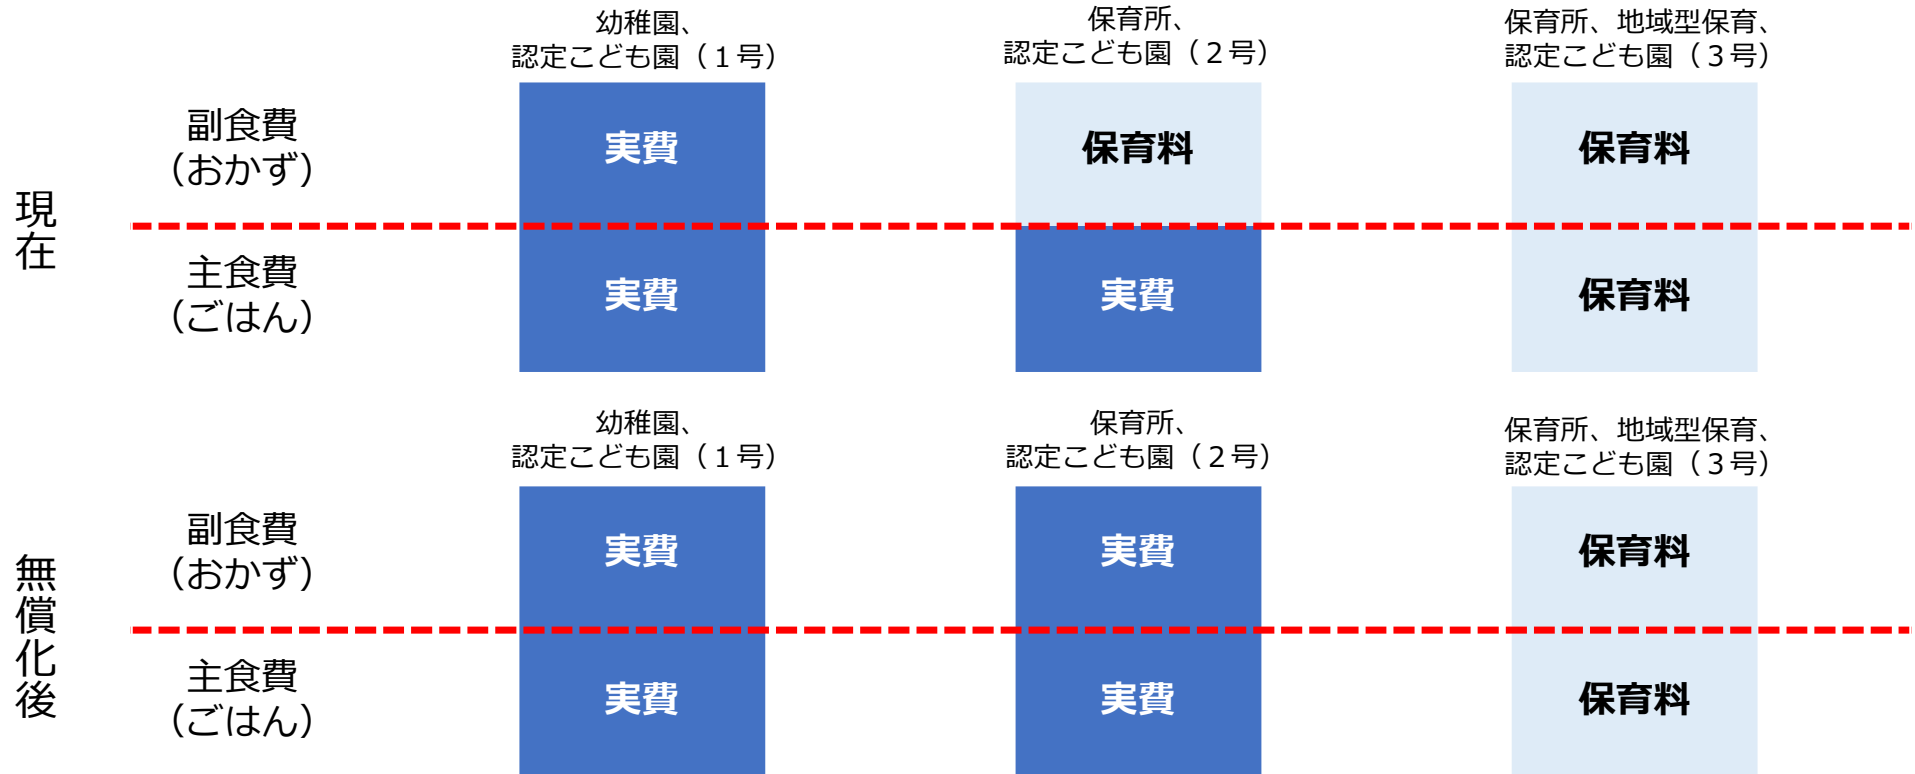 現在
幼稚園、
認定こども園（１号）
保育所、
認定こども園（２号）
保育所、地域型保育、
認定こども園（３号）
副食費
（おかず）
実費
保育料
保育料
主食費
（ごはん）
実費
実費
保育料
無償化後
幼稚園、
認定こども園（１号）
保育所、
認定こども園（２号）
保育所、地域型保育、
認定こども園（３号）
副食費
（おかず）
実費
実費
保育料
主食費
（ごはん）
実費
実費
保育料